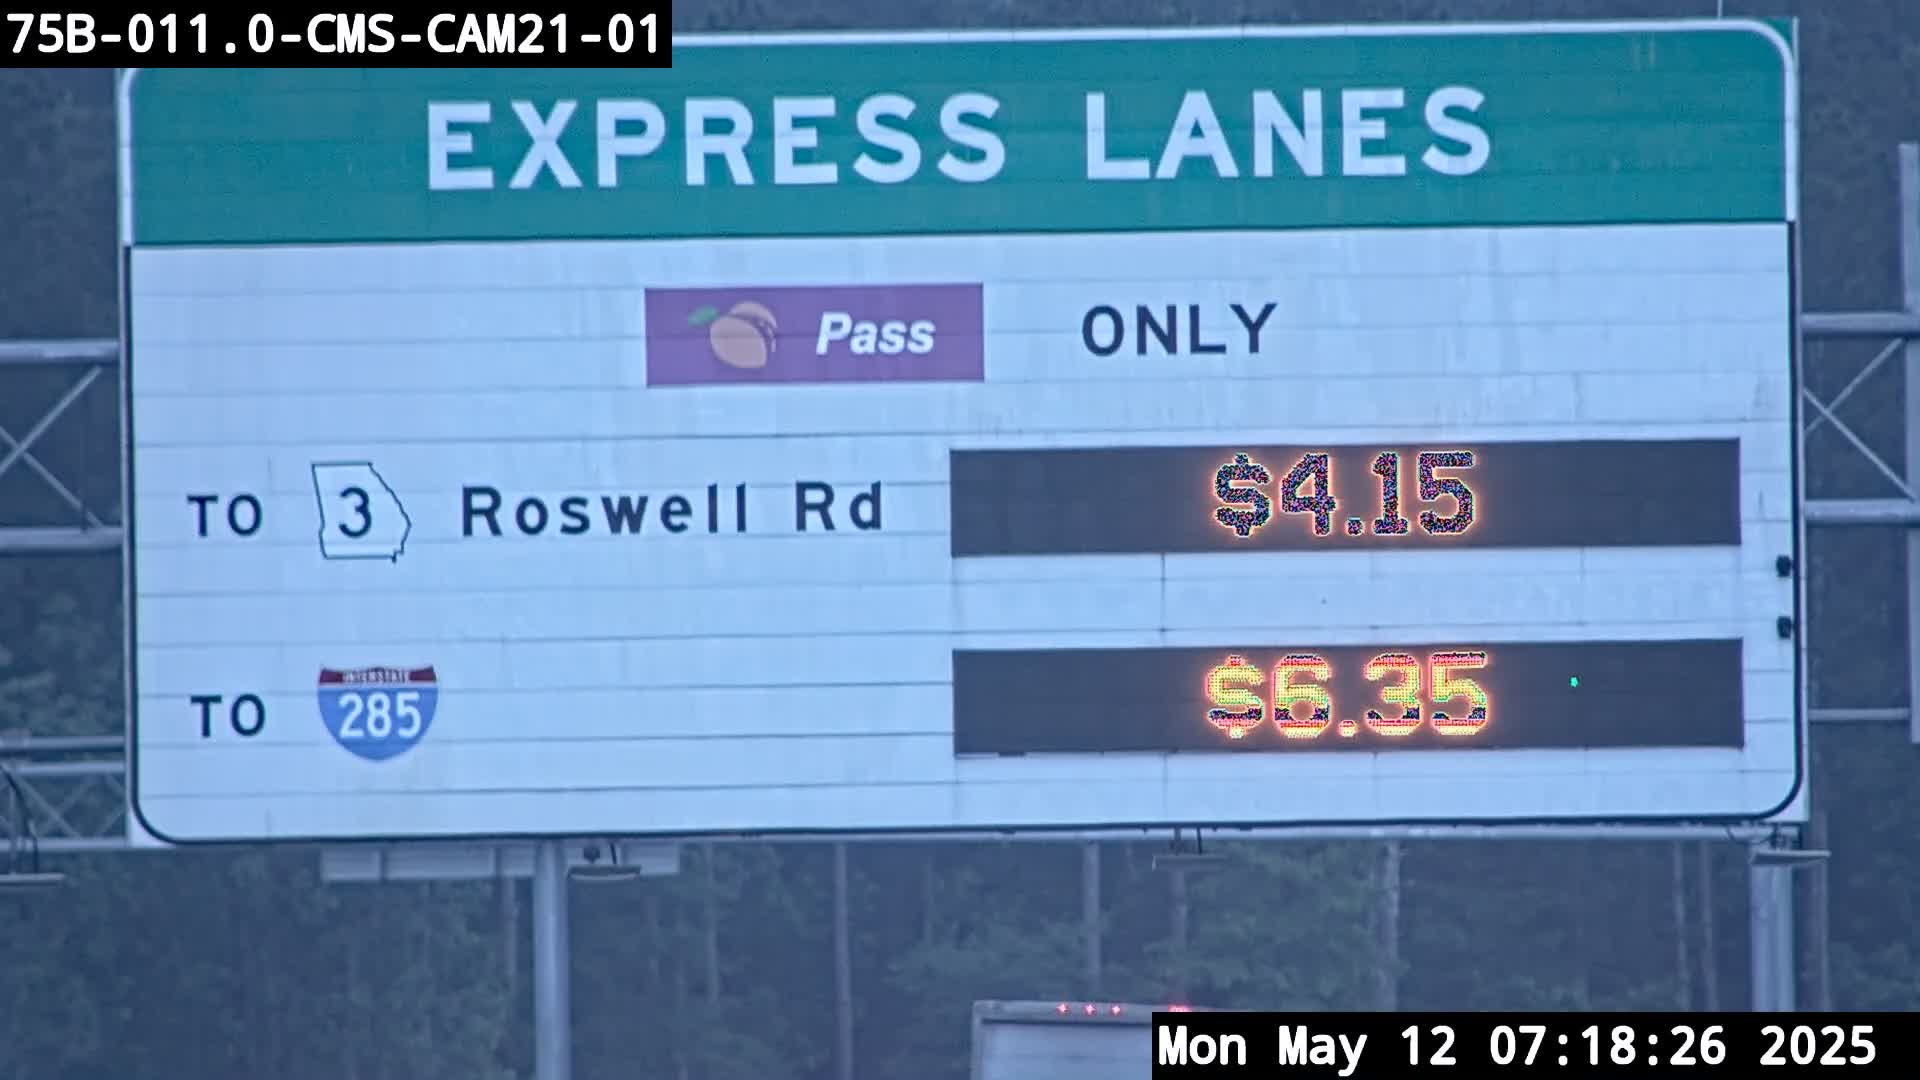 75B-011.0-CMS-CAM21-01
EXPRESS LANES
Pass ONLY
TO 3 Roswell Rd $4.15
TO INTERSTATE 285 $6.35
Mon May 12 07:18:26 2025